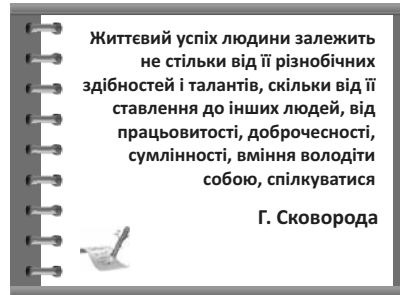 Життєвий успіх людини залежить
не стільки від її різнобічних
здібностей і талантів, скільки від її
ставлення до інших людей, від
працьовитості, доброчесності,
сумлінності, вміння володіти
собою, спілкуватися
Г. Сковорода